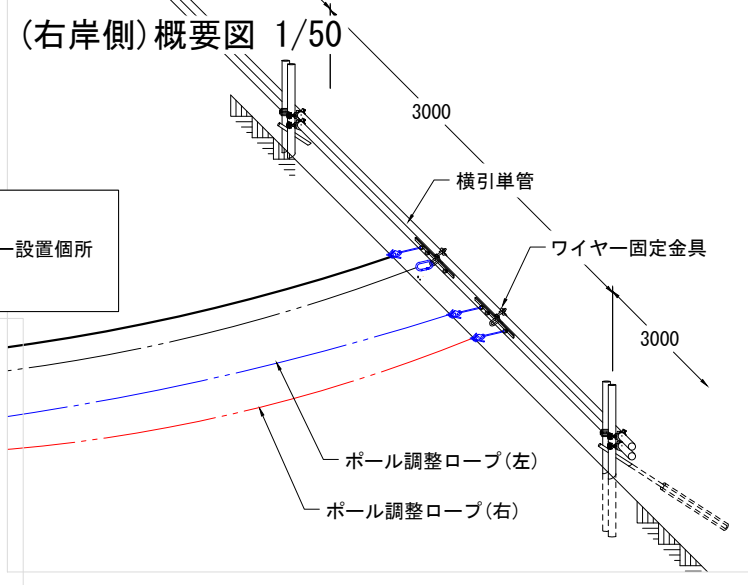 (右岸側)概要図 1/50
3000
横引単管
ー設置個所
ワイヤー固定金具
3000
ポール調整ロープ(左)
ポール調整ロープ(右)